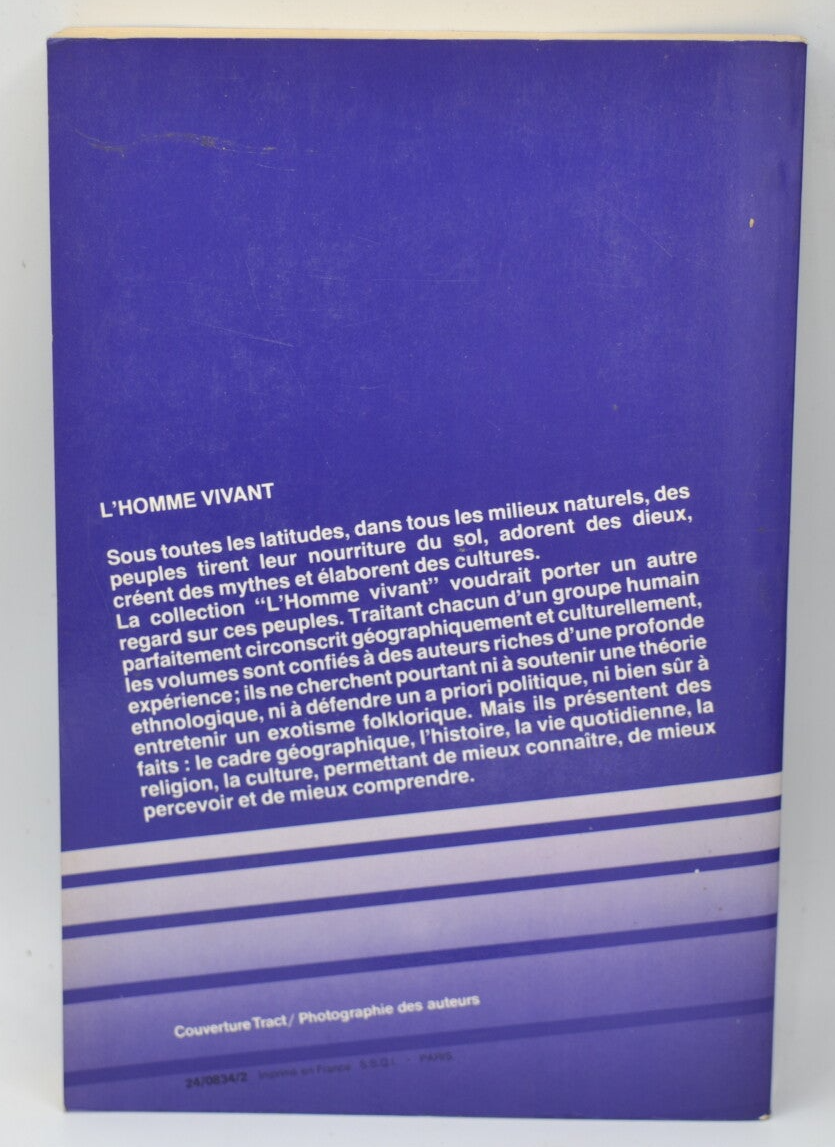 L'HOMME VIVANT
Sous toutes les latitudes, dans tous les milieux naturels, des
peuples tirent leur nourriture du sol, adorent des dieux,
créent des mythes et élaborent des cultures.
La collection "L'Homme vivant" voudrait porter un autre
regard sur ces peuples. Traitant chacun d'un groupe humain
parfaitement circonscrit géographiquement et culturellement,
les volumes sont confiés à des auteurs riches d'une profonde
expérience; ils ne cherchent pourtant ni à soutenir une théorie
ethnologique, ni à défendre un a priori politique, ni bien sûr à
entretenir un exotisme folklorique. Mais ils présentent des
faits : le cadre géographique, l'histoire, la vie quotidienne, la
religion, la culture, permettant de mieux connaître, de mieux
percevoir et de mieux comprendre.
Couverture Tract / Photographie des auteurs
24/0834/2 Imprimé en France - PARIS